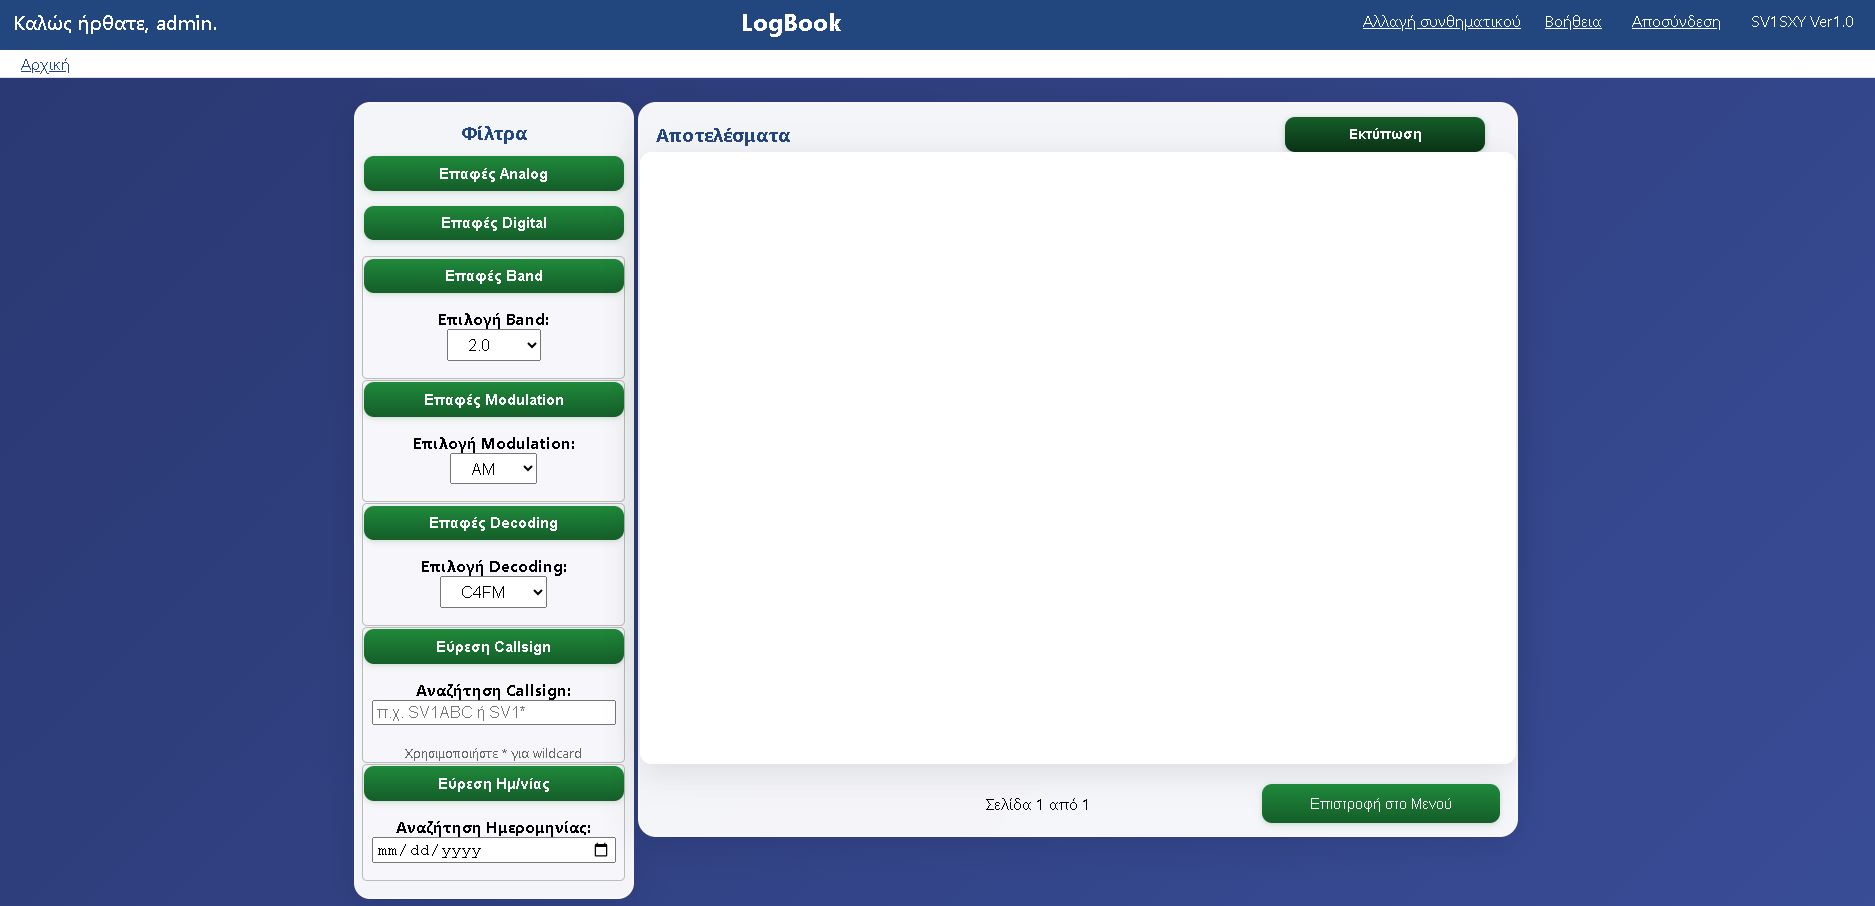 Καλώς ήρθατε, admin.
LogBook
Αλλαγή συνθηματικού
Βοήθεια
Αποσύνδεση
SV1SXY Ver1.0
Αρχική
Φίλτρα
Επαφές Analog
Επαφές Digital
Επαφές Band
Επιλογή Band:
2.0
Επαφές Modulation
Επιλογή Modulation:
AM
Επαφές Decoding
Επιλογή Decoding:
C4FM
Εύρεση Callsign
Αναζήτηση Callsign:
π.χ. SV1ABC ή SV1*
Χρησιμοποιήστε * για wildcard
Εύρεση Ημ/νίας
Αναζήτηση Ημερομηνίας:
mm/dd/yyyy
Αποτελέσματα
Εκτύπωση
Σελίδα 1 από 1
Επιστροφή στο Μενού